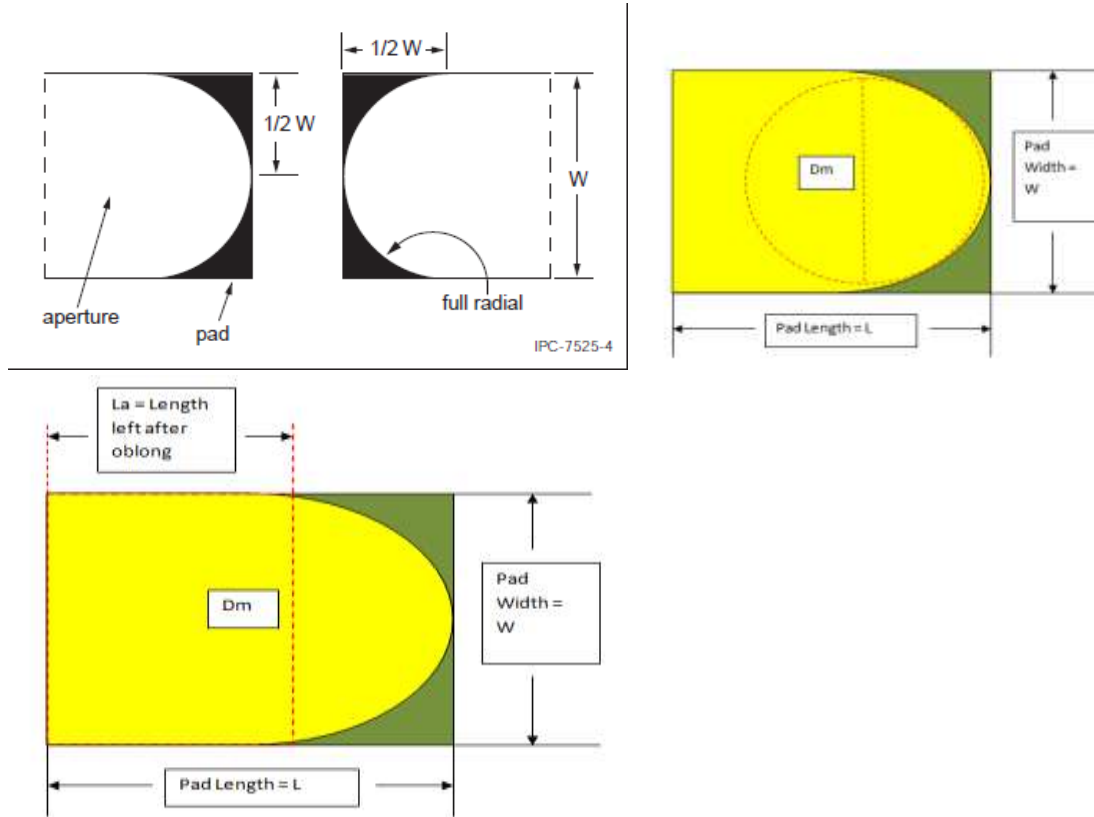 1/2 W
1/2 W
W
aperture
pad
full radial
IPC-7525-4
Dm
Pad
Width =
W
Pad Length = L
La = Length
left after
oblong
Dm
Pad
Width =
W
Pad Length = L